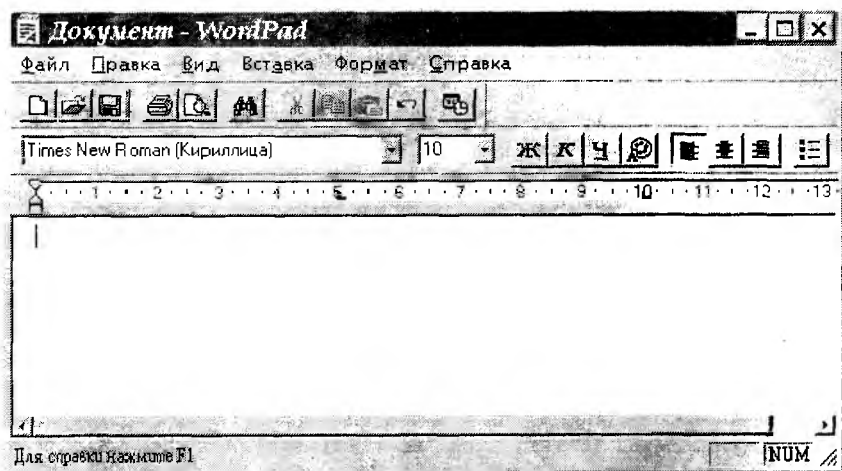 Документ - WordPad
Файл Правка Вид Вставка Формат Справка
Times New Roman (Кириллица) 10 Ж К Ч
1 2 3 4 5 6 7 8 9 10 11 12 13
Для справки нажмите F1 NUM